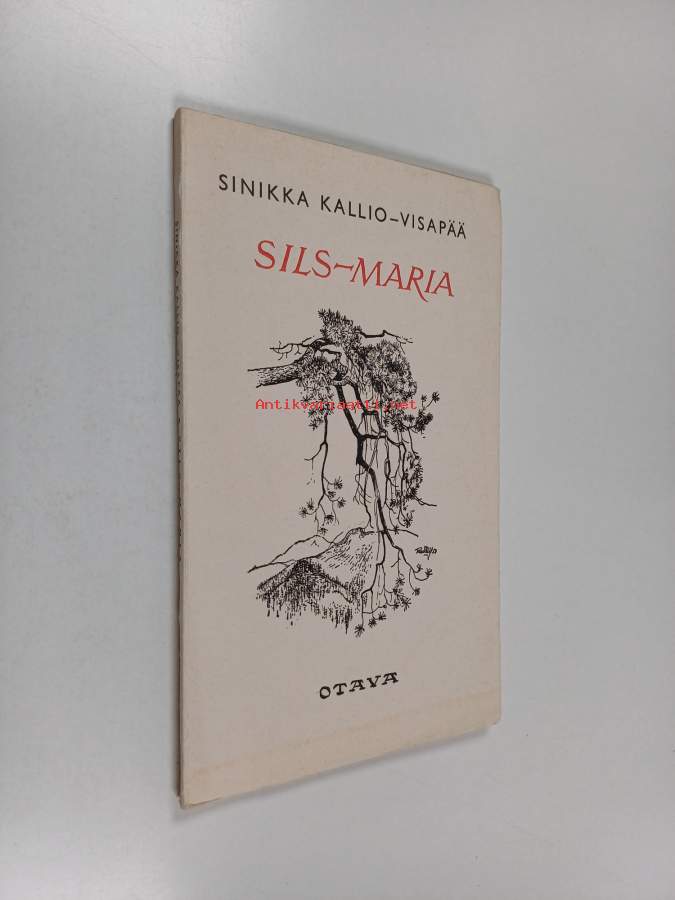 SINIKKA KALLIO–VISAPÄÄ
SILS–MARIA
Antikvariaatti.net
OTAVA